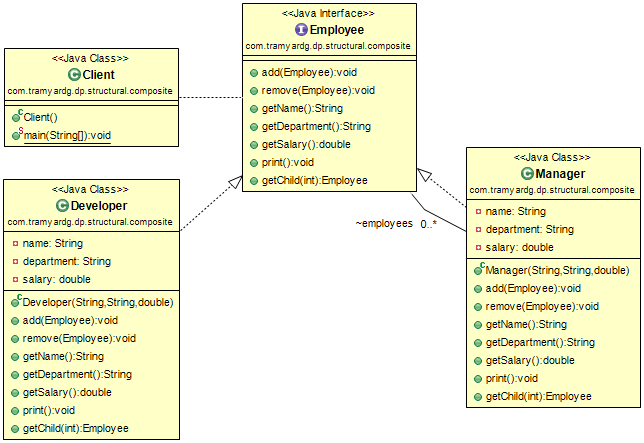 <<Java Interface>>
Employee
com.tramyardg.dp.structural.composite
add(Employee):void
remove(Employee):void
getName():String
getDepartment():String
getSalary():double
print():void
getChild(int):Employee
<<Java Class>>
Client
com.tramyardg.dp.structural.composite
Client()
main(String[]):void
<<Java Class>>
Developer
com.tramyardg.dp.structural.composite
name: String
department: String
salary: double
Developer(String,String,double)
add(Employee):void
remove(Employee):void
getName():String
getDepartment():String
getSalary():double
print():void
getChild(int):Employee
~employees 0..*
<<Java Class>>
Manager
com.tramyardg.dp.structural.composite
name: String
department: String
salary: double
Manager(String,String,double)
add(Employee):void
remove(Employee):void
getName():String
getDepartment():String
getSalary():double
print():void
getChild(int):Employee